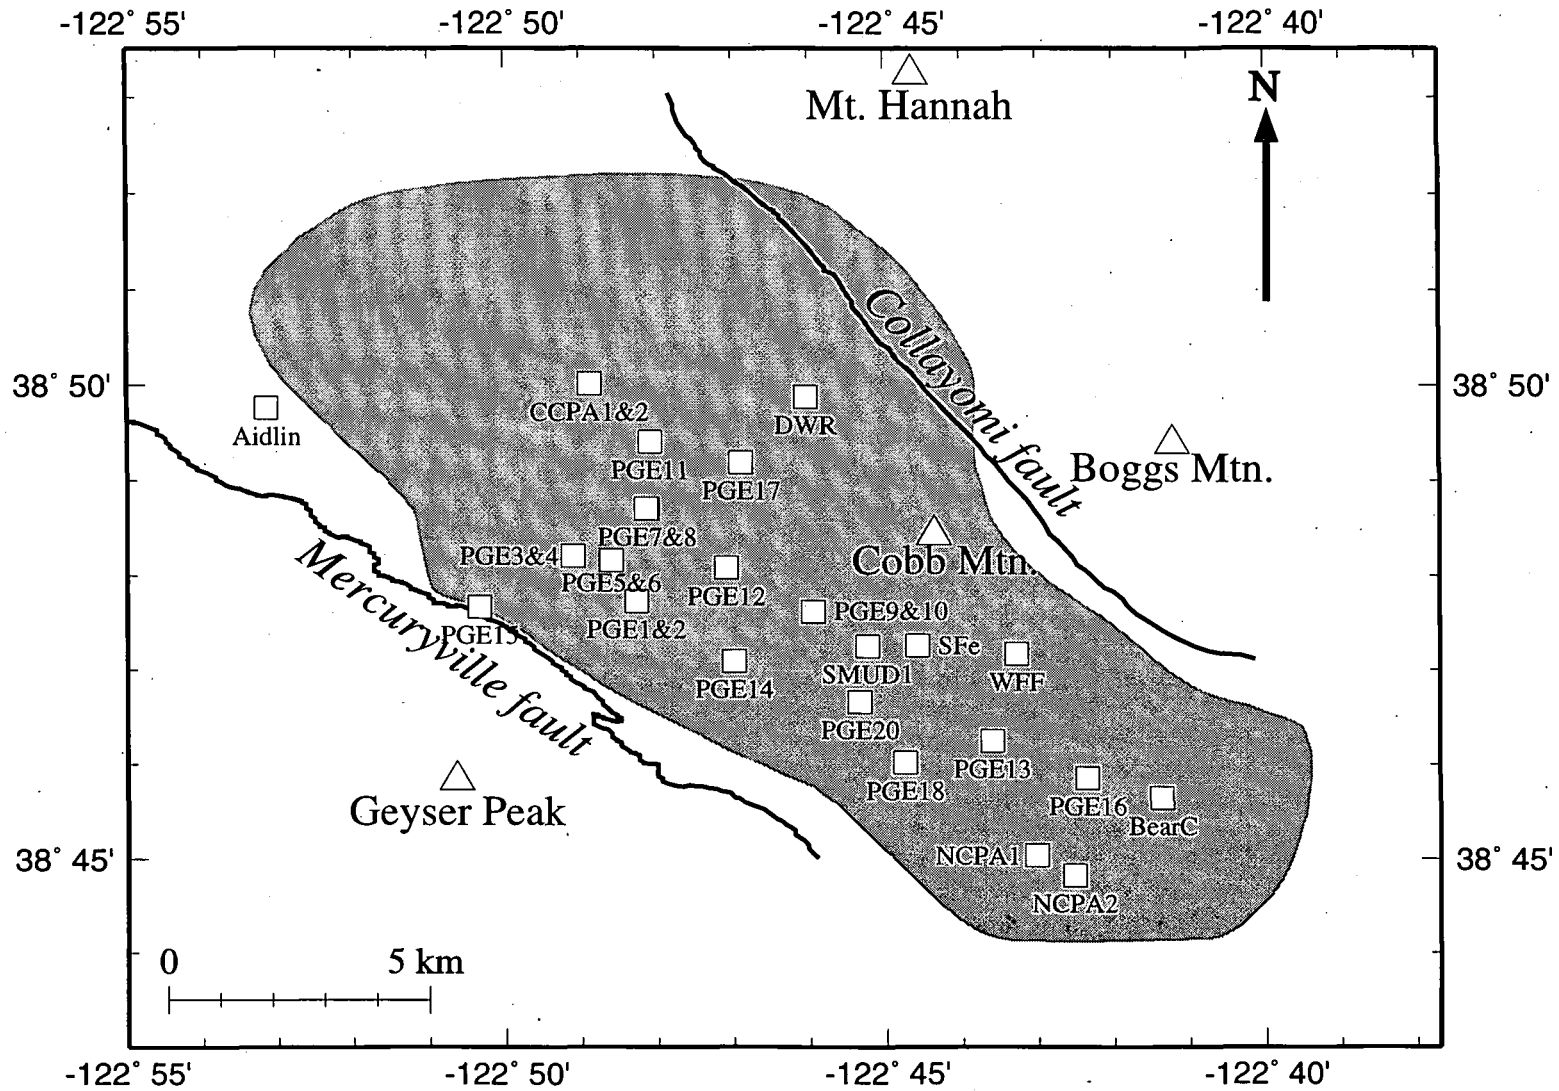 -122° 55' -122° 50' -122° 45' -122° 40'
Mt. Hannah
N
Collayomi fault
38° 50' 38° 50'
CCPA1&2
DWR
Aidlin
PGE11
PGE17
Boggs Mtn.
PGE7&8
PGE3&4
PGE5&6
Cobb Mtn.
PGE12
PGE1&2
PGE9&10
PGE15
Mercuryville fault
SMUD1
SFe
WFF
PGE14
PGE20
PGE13
PGE18
PGE16
BearC
Geyser Peak
NCPA1
38° 45' 38° 45'
NCPA2
0 5 km
-122° 55' -122° 50' -122° 45' -122° 40'